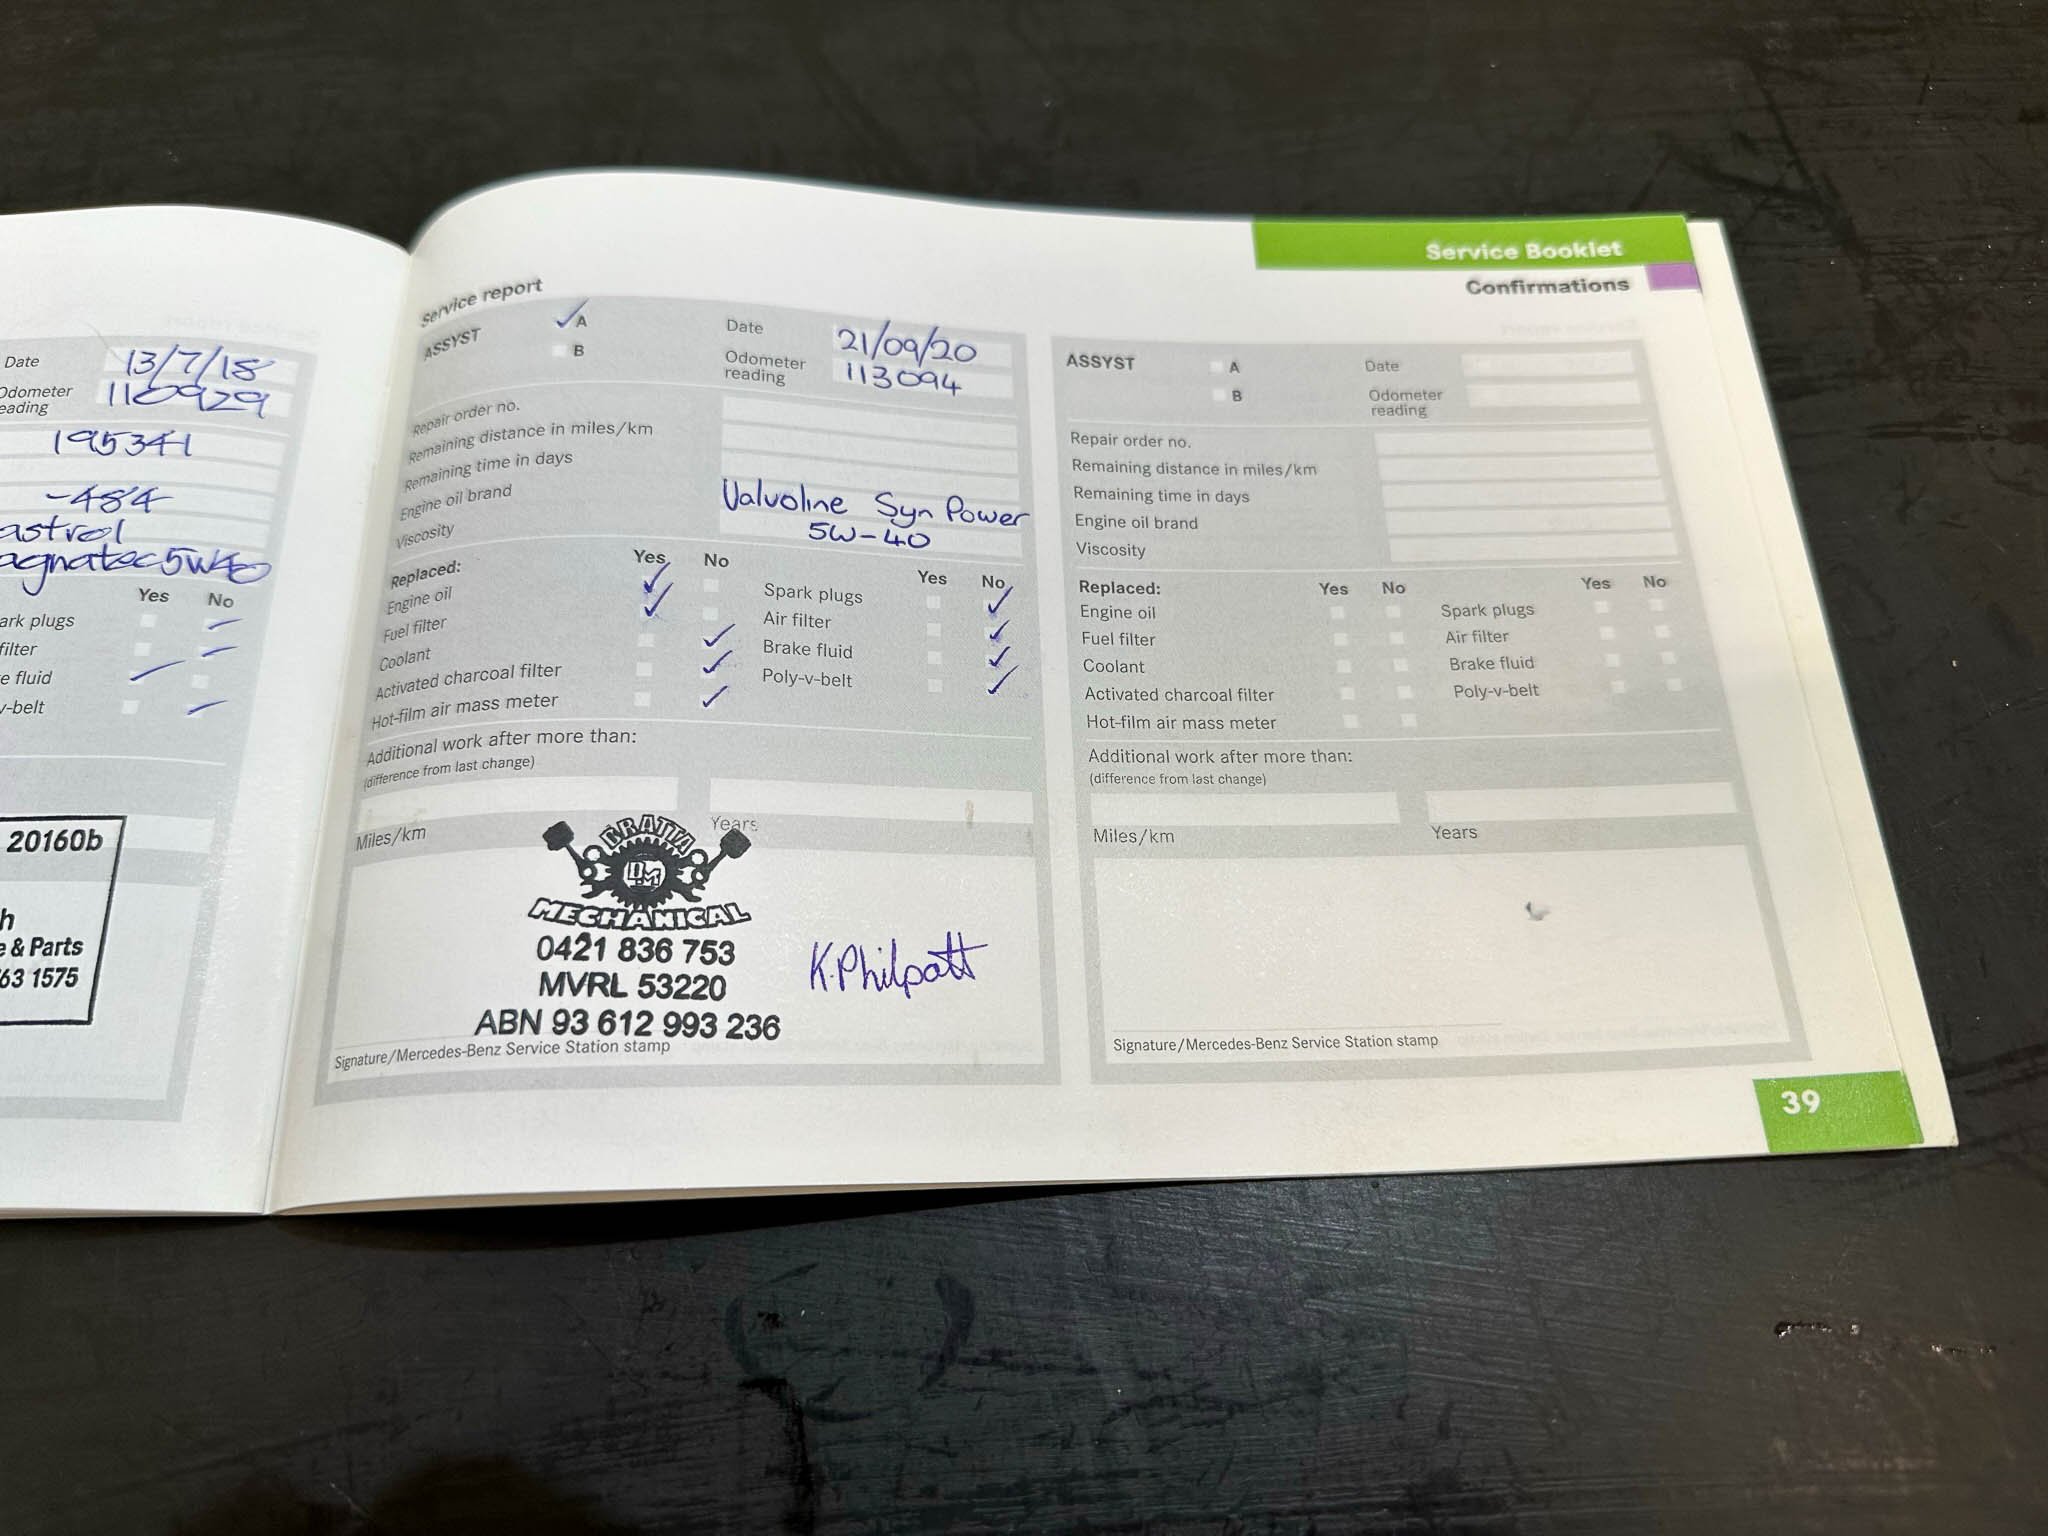 Date 13/7/18
Odometer
eading 110929
195341
-484
astrol
agnatec 5W40
Yes No
ark plugs
filter
e fluid
v-belt
20160b
h
e & Parts
63 1575
Service Booklet
Confirmations
Service report
ASSYST A
B
Date 21/09/20
Odometer
reading 113094
Repair order no.
Remaining distance in miles/km
Remaining time in days
Engine oil brand Valvoline Syn Power
Viscosity 5W-40
Replaced: Yes No Yes No
Engine oil Spark plugs
Fuel filter Air filter
Coolant Brake fluid
Activated charcoal filter Poly-v-belt
Hot-film air mass meter
Additional work after more than:
(difference from last change)
Miles/km Years
MECHANICAL
0421 836 753
MVRL 53220
ABN 93 612 993 236
K.Philpott
Signature/Mercedes-Benz Service Station stamp
ASSYST A
B
Date
Odometer
reading
Repair order no.
Remaining distance in miles/km
Remaining time in days
Engine oil brand
Viscosity
Replaced: Yes No Yes No
Engine oil Spark plugs
Fuel filter Air filter
Coolant Brake fluid
Activated charcoal filter Poly-v-belt
Hot-film air mass meter
Additional work after more than:
(difference from last change)
Miles/km Years
Signature/Mercedes-Benz Service Station stamp
39